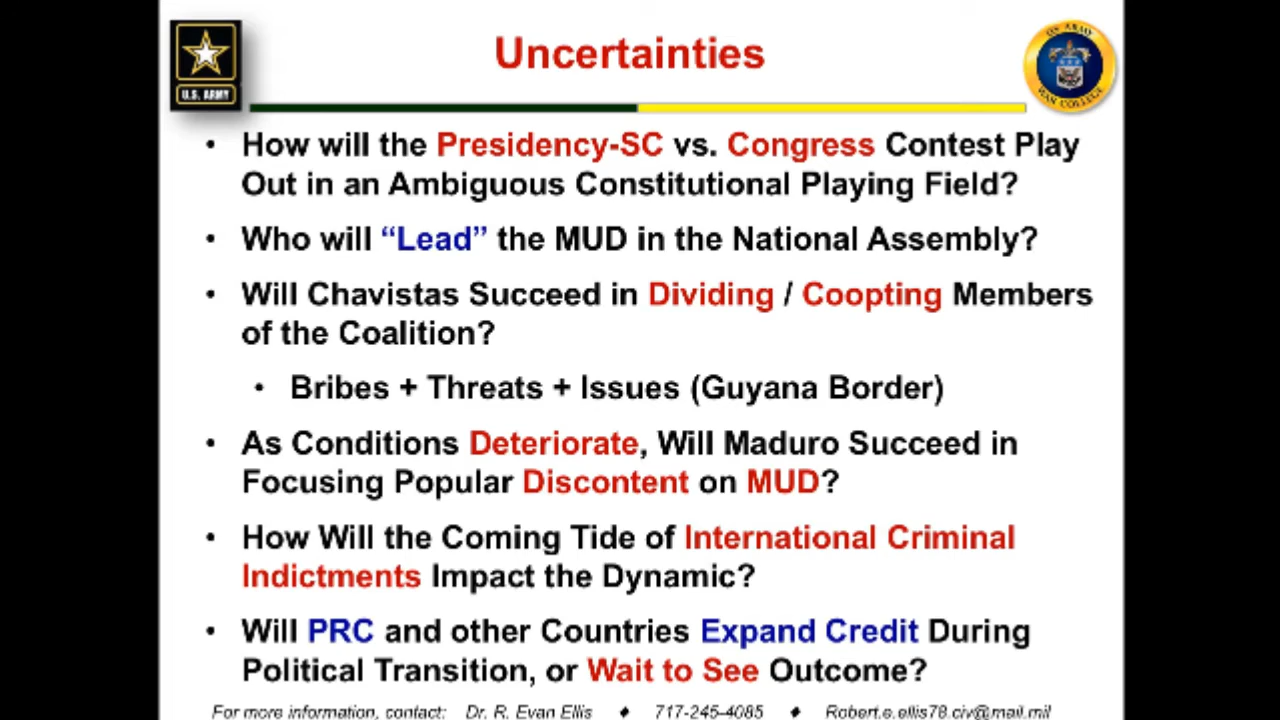 Uncertainties
U.S. ARMY
US ARMY
WAR COLLEGE
• How will the Presidency-SC vs. Congress Contest Play
Out in an Ambiguous Constitutional Playing Field?
• Who will “Lead” the MUD in the National Assembly?
• Will Chavistas Succeed in Dividing / Coopting Members
of the Coalition?
• Bribes + Threats + Issues (Guyana Border)
• As Conditions Deteriorate, Will Maduro Succeed in
Focusing Popular Discontent on MUD?
• How Will the Coming Tide of International Criminal
Indictments Impact the Dynamic?
• Will PRC and other Countries Expand Credit During
Political Transition, or Wait to See Outcome?
For more information, contact: Dr. R. Evan Ellis ♦ 717-245-4085 ♦ Robert.e.ellis78.civ@mail.mil